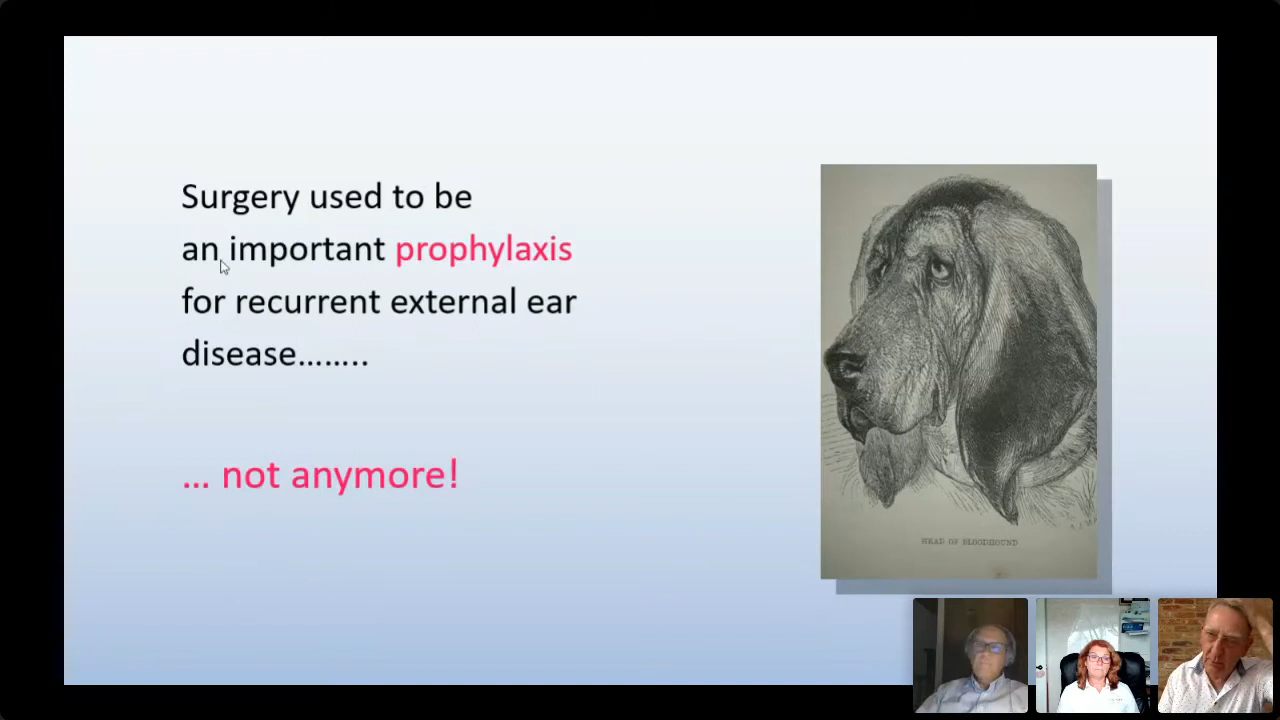 Surgery used to be
an important prophylaxis
for recurrent external ear
disease……..
… not anymore!
HEAD OF BLOODHOUND